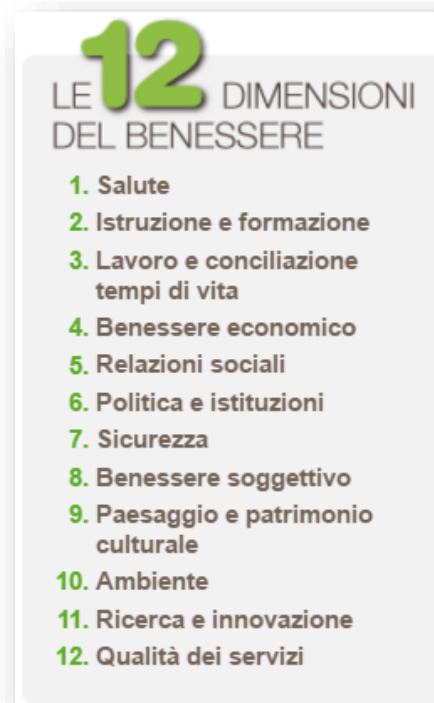 LE 12 DIMENSIONI
DEL BENESSERE
1. Salute
2. Istruzione e formazione
3. Lavoro e conciliazione
tempi di vita
4. Benessere economico
5. Relazioni sociali
6. Politica e istituzioni
7. Sicurezza
8. Benessere soggettivo
9. Paesaggio e patrimonio
culturale
10. Ambiente
11. Ricerca e innovazione
12. Qualità dei servizi